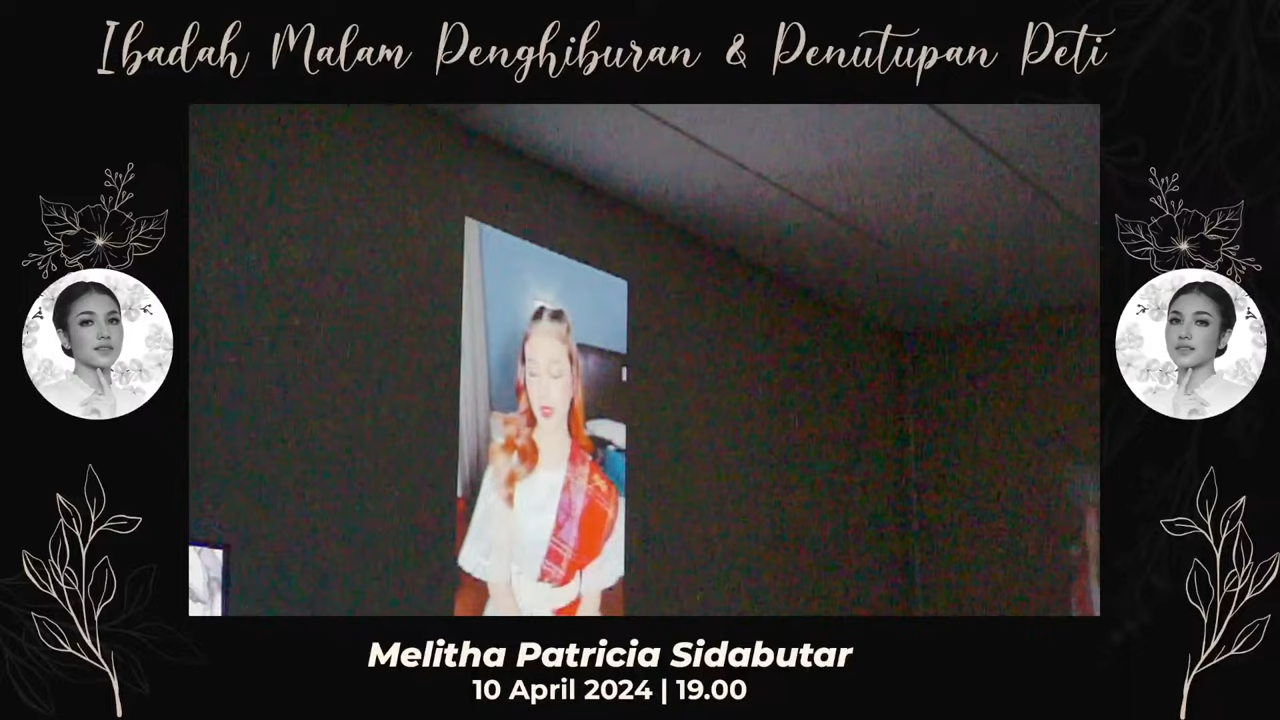 Ibadah Malam Penghiburan & Penutupan Peti
Melitha Patricia Sidabutar
10 April 2024 | 19.00